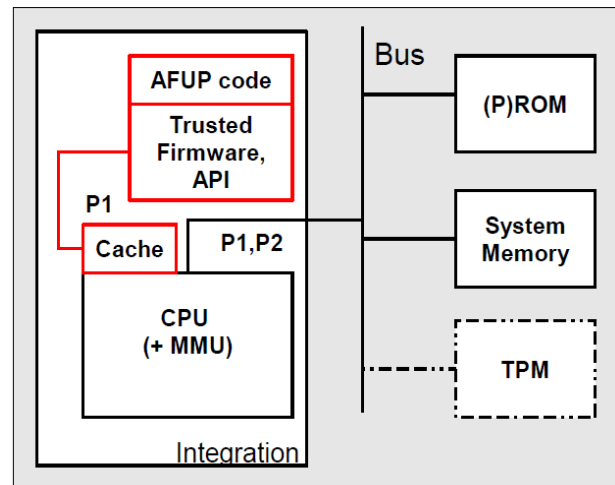 AFUP code
Trusted
Firmware,
API
P1
Cache
P1,P2
CPU
(+ MMU)
Integration
Bus
(P)ROM
System
Memory
TPM